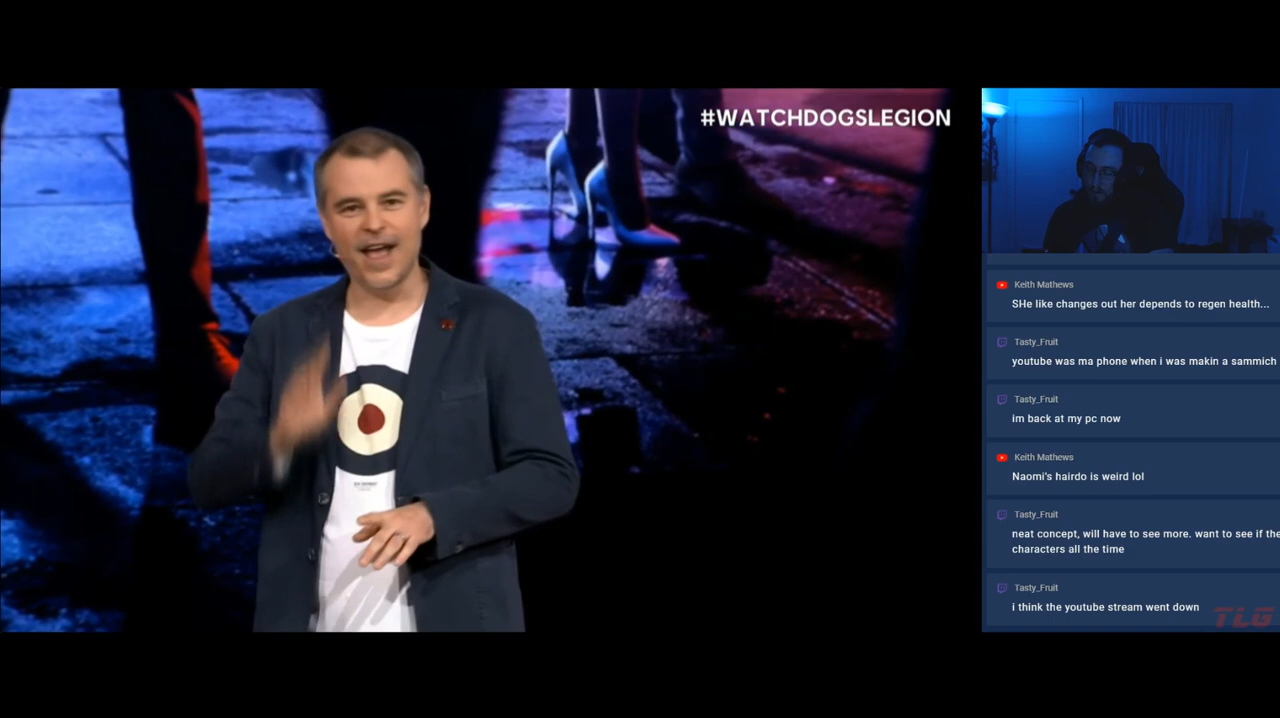 #WATCHDOGSLEGION
Keith Mathews
SHe like changes out her depends to regen health...
Tasty_Fruit
youtube was ma phone when i was makin a sammich
Tasty_Fruit
im back at my pc now
Keith Mathews
Naomi's hairdo is weird lol
Tasty_Fruit
neat concept, will have to see more. want to see if the
characters all the time
Tasty_Fruit
i think the youtube stream went down
TLG